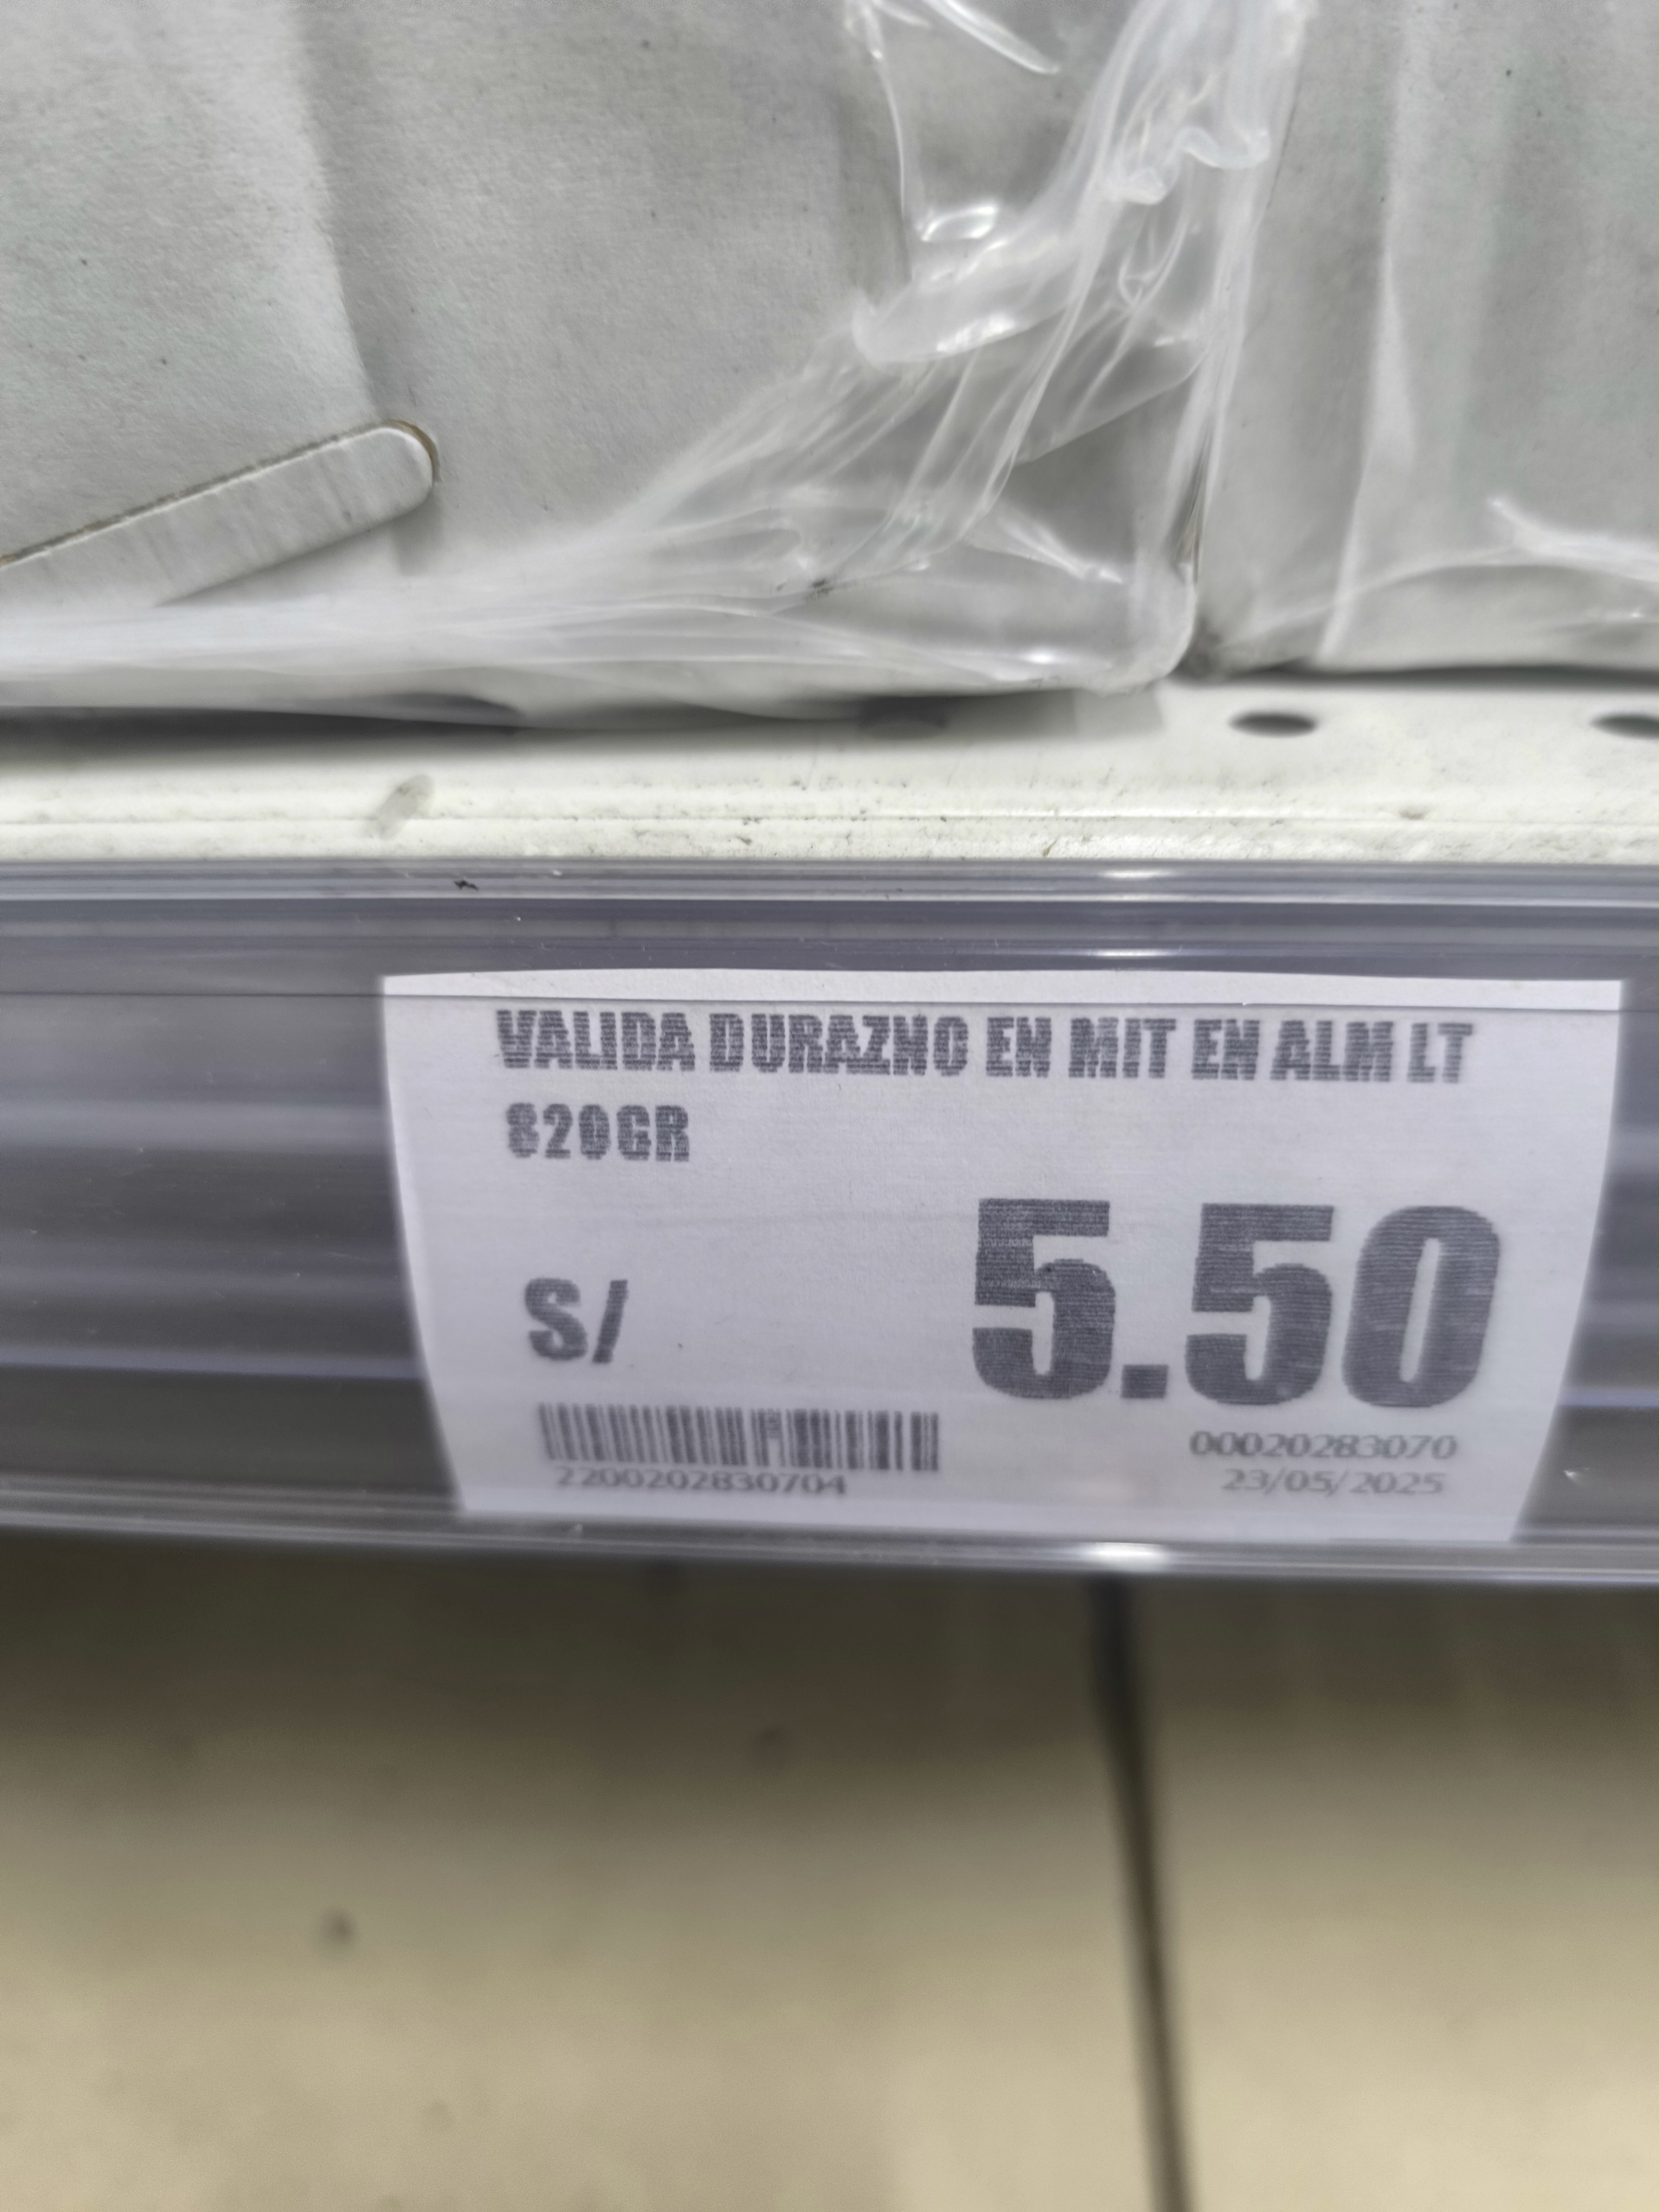 VALIDA DURAZNO EN MIT EN ALM LT
820GR
S/ 5.50
2200202830704
00020283070
23/05/2025